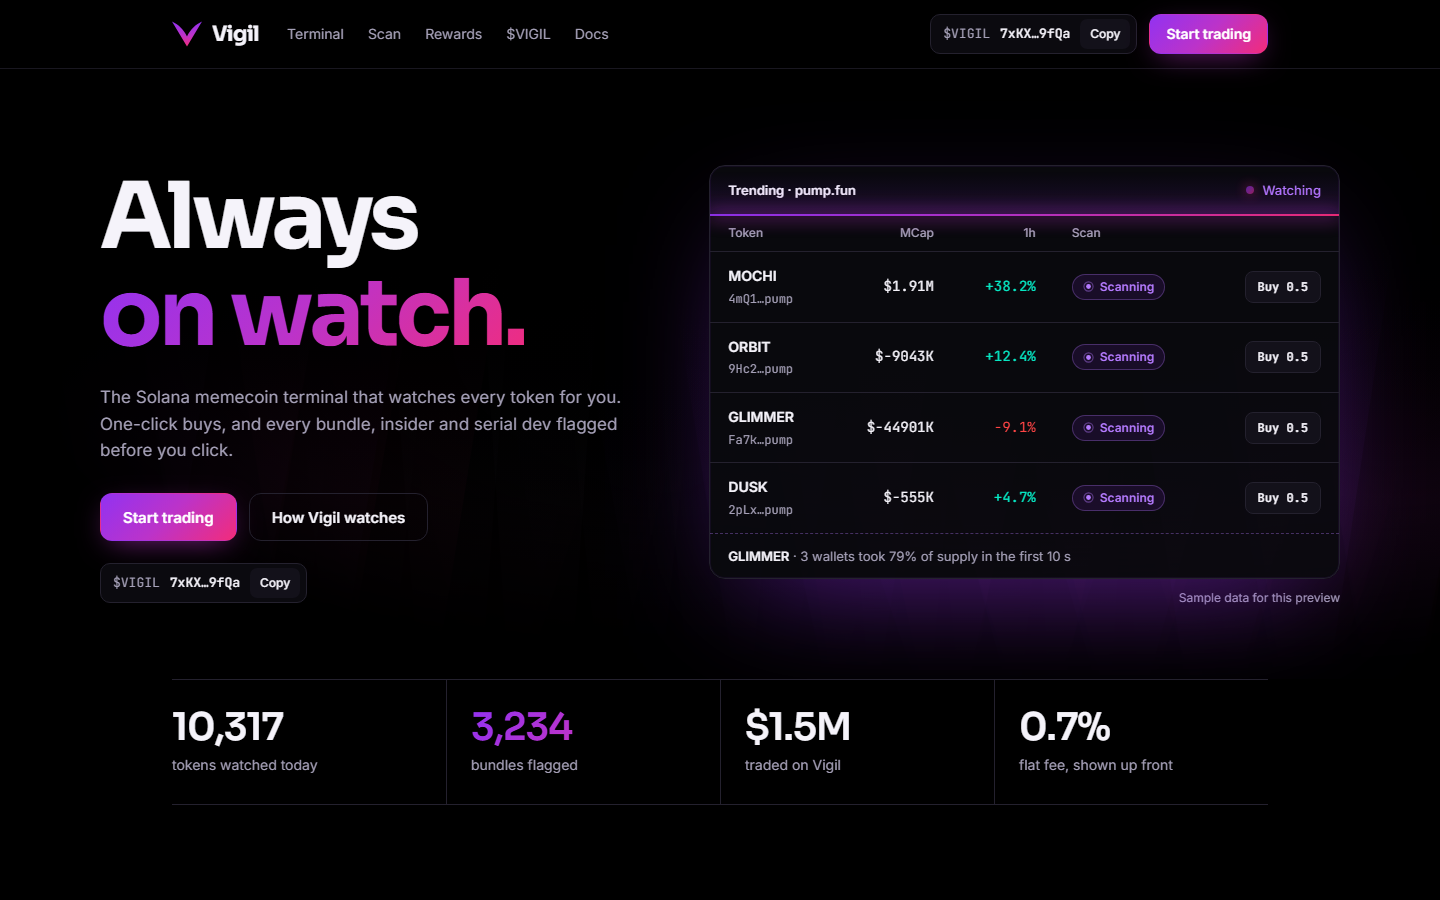 Vigil
Terminal
Scan
Rewards
$VIGIL
Docs
$VIGIL 7xKX…9fQa Copy
Start trading
Always
on watch.
The Solana memecoin terminal that watches every token for you.
One-click buys, and every bundle, insider and serial dev flagged
before you click.
Start trading
How Vigil watches
$VIGIL 7xKX…9fQa Copy
Trending · pump.fun
Watching
Token MCap 1h Scan
MOCHI
4mQ1…pump
$1.91M +38.2% Scanning Buy 0.5
ORBIT
9Hc2…pump
$-9043K +12.4% Scanning Buy 0.5
GLIMMER
Fa7k…pump
$-44901K -9.1% Scanning Buy 0.5
DUSK
2pLx…pump
$-555K +4.7% Scanning Buy 0.5
GLIMMER · 3 wallets took 79% of supply in the first 10 s
Sample data for this preview
10,317
tokens watched today
3,234
bundles flagged
$1.5M
traded on Vigil
0.7%
flat fee, shown up front